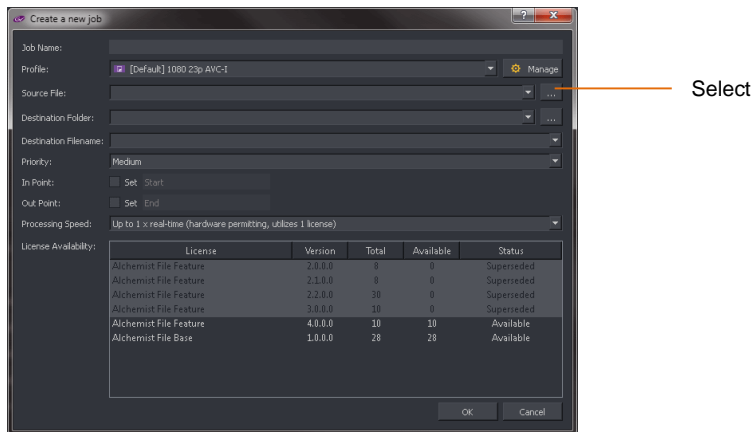 Create a new job
Job Name:
Profile: [Default] 1080 23p AVC-I Manage
Source File: ... Select
Destination Folder: ...
Destination Filename:
Priority: Medium
In Point: Set Start
Out Point: Set End
Processing Speed: Up to 1 x real-time (hardware permitting, utilizes 1 license)
License Availability:
License Version Total Available Status
Alchemist File Feature 2.0.0.0 0 0 Superseded
Alchemist File Feature 2.1.0.0 0 0 Superseded
Alchemist File Feature 2.2.0.0 30 0 Superseded
Alchemist File Feature 3.0.0.0 10 0 Superseded
Alchemist File Feature 4.0.0.0 10 10 Available
Alchemist File Base 1.0.0.0 28 28 Available
OK Cancel